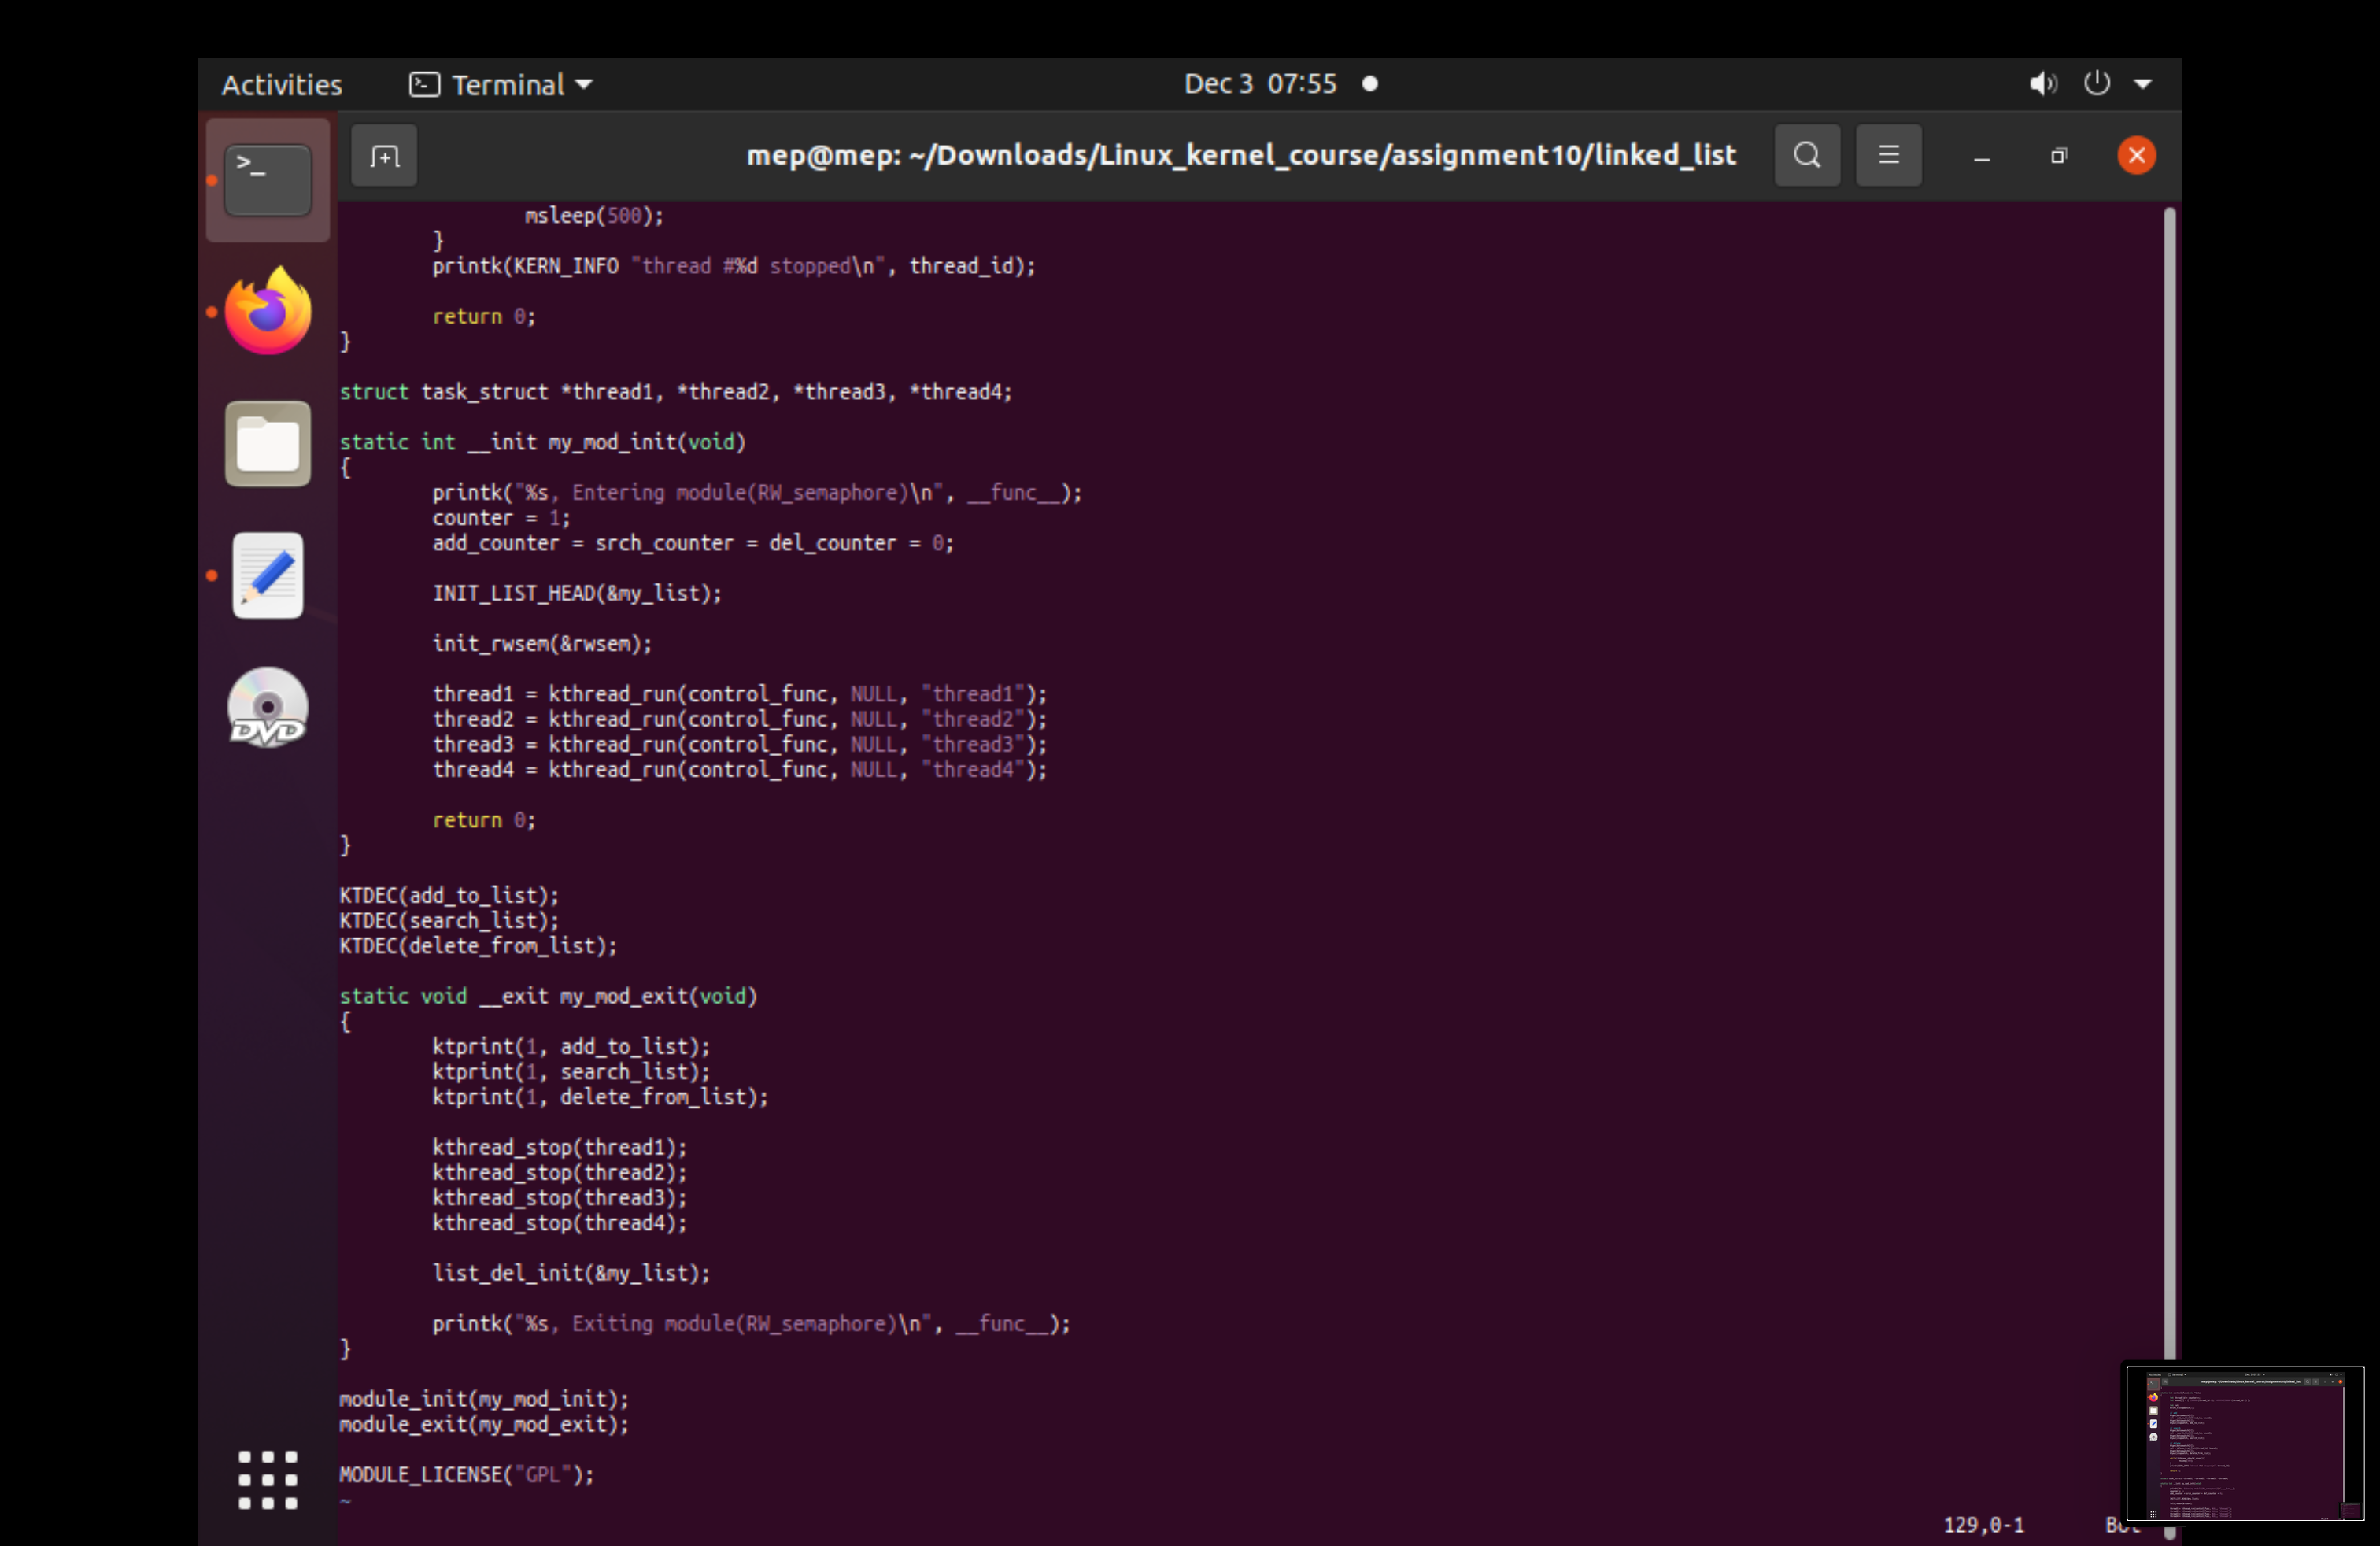 Activities
Terminal
Dec 3 07:55
mep@mep: ~/Downloads/Linux_kernel_course/assignment10/linked_list
                msleep(500);
        }
        printk(KERN_INFO "thread #%d stopped\n", thread_id);

        return 0;
}

struct task_struct *thread1, *thread2, *thread3, *thread4;

static int __init my_mod_init(void)
{
        printk("%s, Entering module(RW_semaphore)\n", __func__);
        counter = 1;
        add_counter = srch_counter = del_counter = 0;

        INIT_LIST_HEAD(&my_list);

        init_rwsem(&rwsem);

        thread1 = kthread_run(control_func, NULL, "thread1");
        thread2 = kthread_run(control_func, NULL, "thread2");
        thread3 = kthread_run(control_func, NULL, "thread3");
        thread4 = kthread_run(control_func, NULL, "thread4");

        return 0;
}

KTDEC(add_to_list);
KTDEC(search_list);
KTDEC(delete_from_list);

static void __exit my_mod_exit(void)
{
        ktprint(1, add_to_list);
        ktprint(1, search_list);
        ktprint(1, delete_from_list);

        kthread_stop(thread1);
        kthread_stop(thread2);
        kthread_stop(thread3);
        kthread_stop(thread4);

        list_del_init(&my_list);

        printk("%s, Exiting module(RW_semaphore)\n", __func__);
}

module_init(my_mod_init);
module_exit(my_mod_exit);

MODULE_LICENSE("GPL");
~
129,0-1
DVD